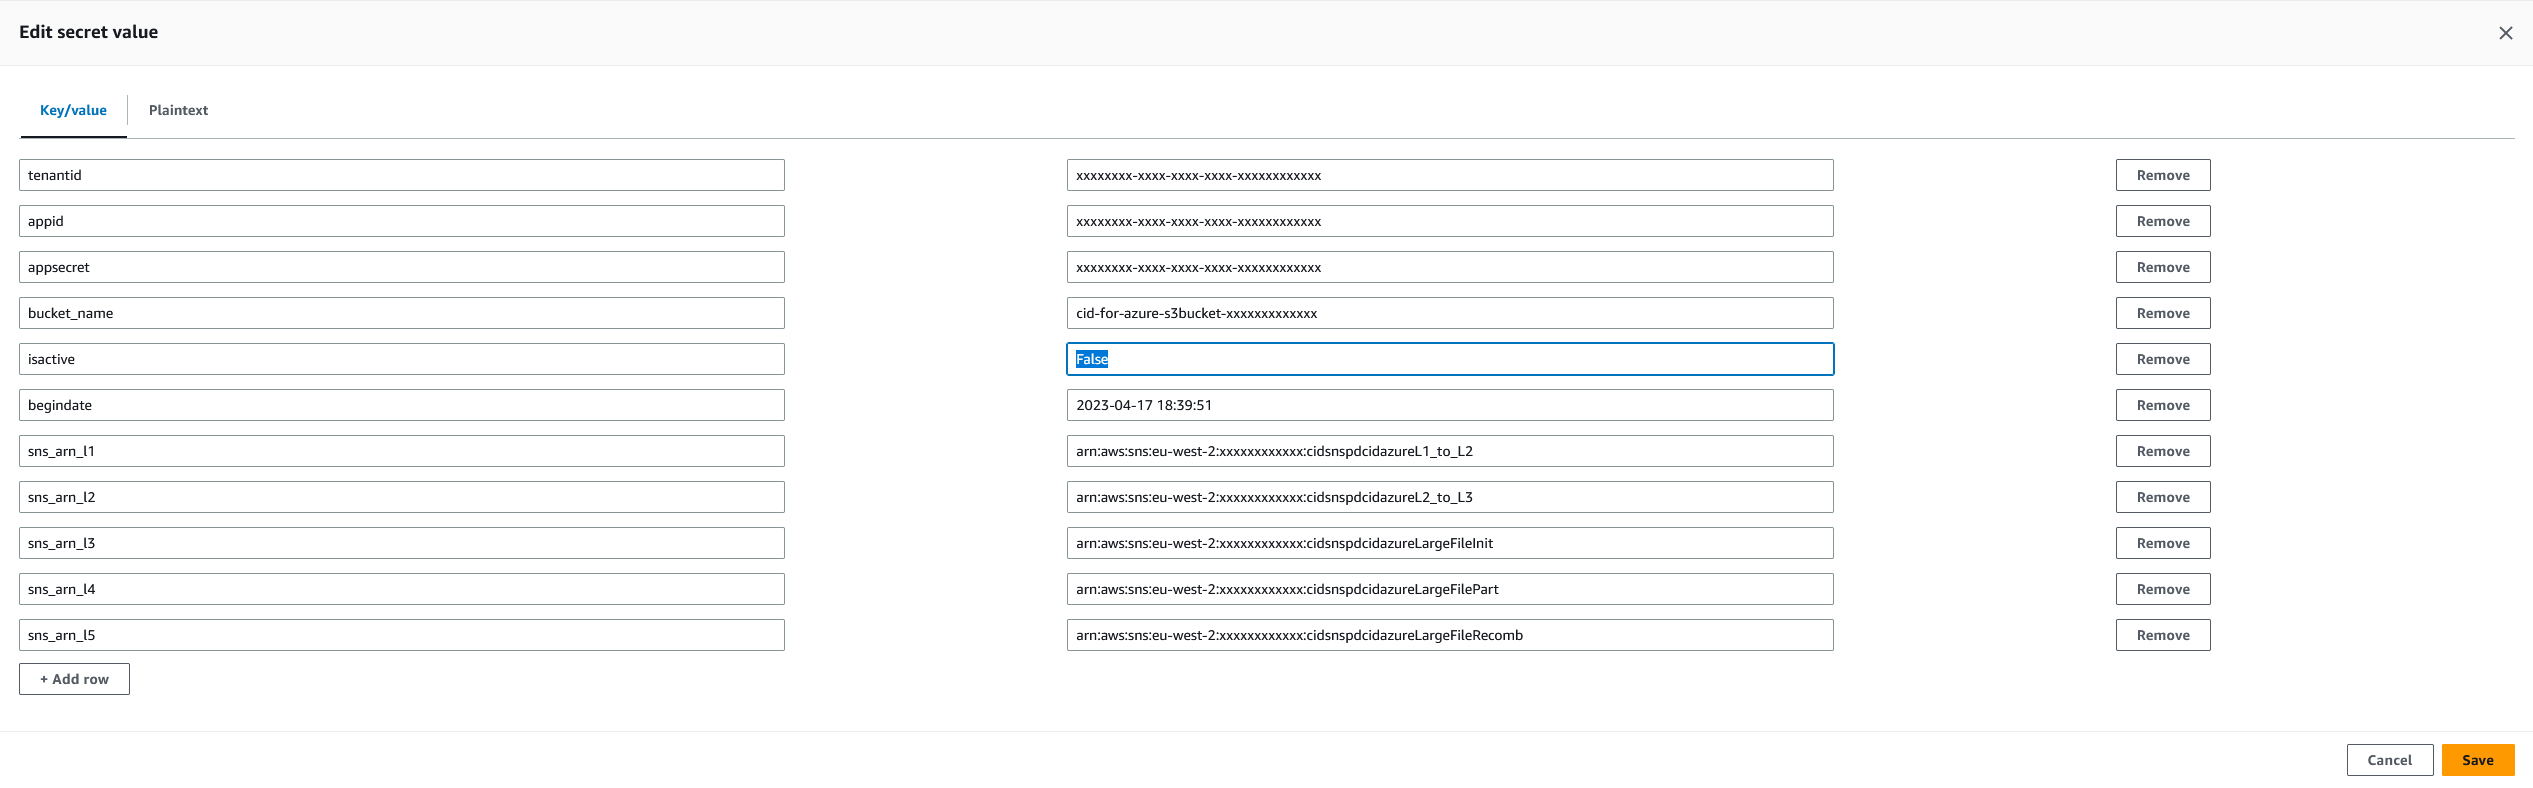 Edit secret value
Key/value Plaintext
tenantid xxxxxxxx-xxxx-xxxx-xxxx-xxxxxxxxxxxx Remove
appid xxxxxxxx-xxxx-xxxx-xxxx-xxxxxxxxxxxx Remove
appsecret xxxxxxxx-xxxx-xxxx-xxxx-xxxxxxxxxxxx Remove
bucket_name cid-for-azure-s3bucket-xxxxxxxxxxxxx Remove
isactive False Remove
begindate 2023-04-17 18:39:51 Remove
sns_arn_l1 arn:aws:sns:eu-west-2:xxxxxxxxxxxx:cidsnspdcidazureL1_to_L2 Remove
sns_arn_l2 arn:aws:sns:eu-west-2:xxxxxxxxxxxx:cidsnspdcidazureL2_to_L3 Remove
sns_arn_l3 arn:aws:sns:eu-west-2:xxxxxxxxxxxx:cidsnspdcidazureLargeFileInit Remove
sns_arn_l4 arn:aws:sns:eu-west-2:xxxxxxxxxxxx:cidsnspdcidazureLargeFilePart Remove
sns_arn_l5 arn:aws:sns:eu-west-2:xxxxxxxxxxxx:cidsnspdcidazureLargeFileRecomb Remove
+ Add row
Cancel Save